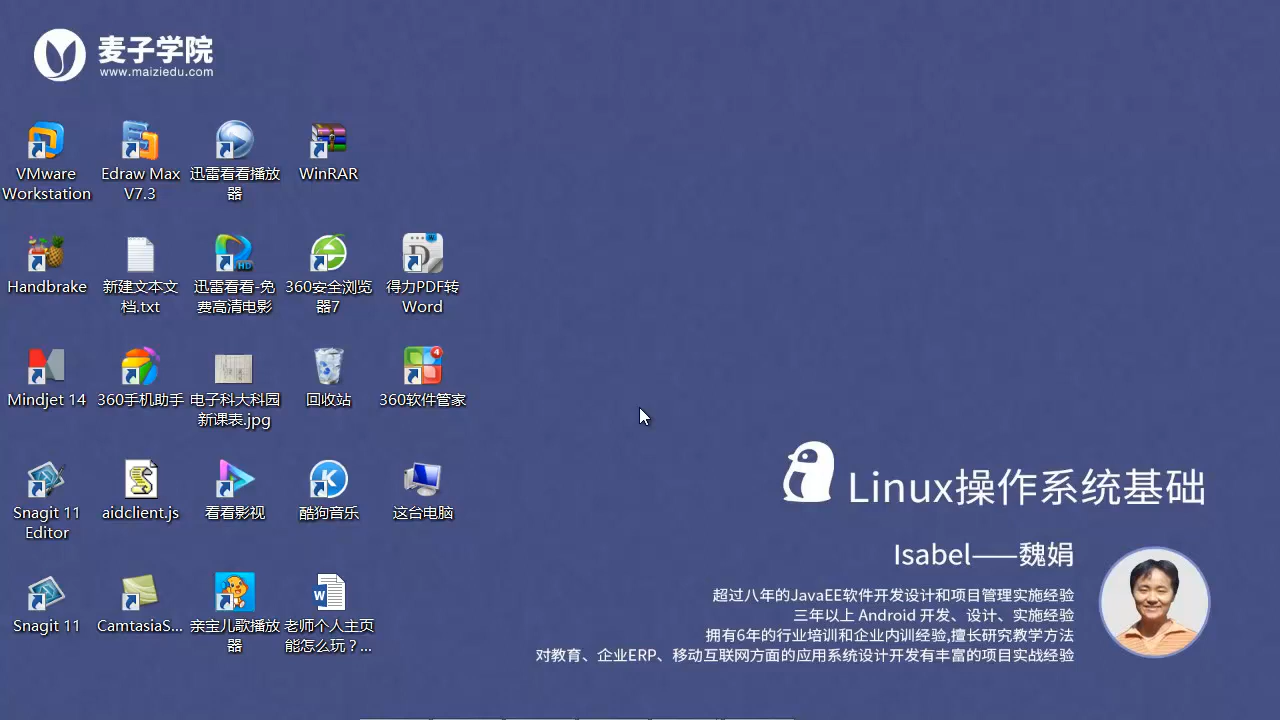 麦子学院
www.maiziedu.com
VMware
Workstation
Edraw Max
V7.3
迅雷看看播放
器
WinRAR
Handbrake
新建文本文
档.txt
迅雷看看-免
费高清电影
360安全浏览
器7
得力PDF转
Word
Mindjet 14
360手机助手
电子科大科园
新课表.jpg
回收站
360软件管家
Snagit 11
Editor
aidclient.js
看看影视
酷狗音乐
这台电脑
Snagit 11
CamtasiaS...
亲宝儿歌播放
器
老师个人主页
能怎么玩？...
Linux操作系统基础
Isabel——魏娟
超过八年的JavaEE软件开发设计和项目管理实施经验
三年以上 Android 开发、设计、实施经验
拥有6年的行业培训和企业内训经验,擅长研究教学方法
对教育、企业ERP、移动互联网方面的应用系统设计开发有丰富的项目实战经验